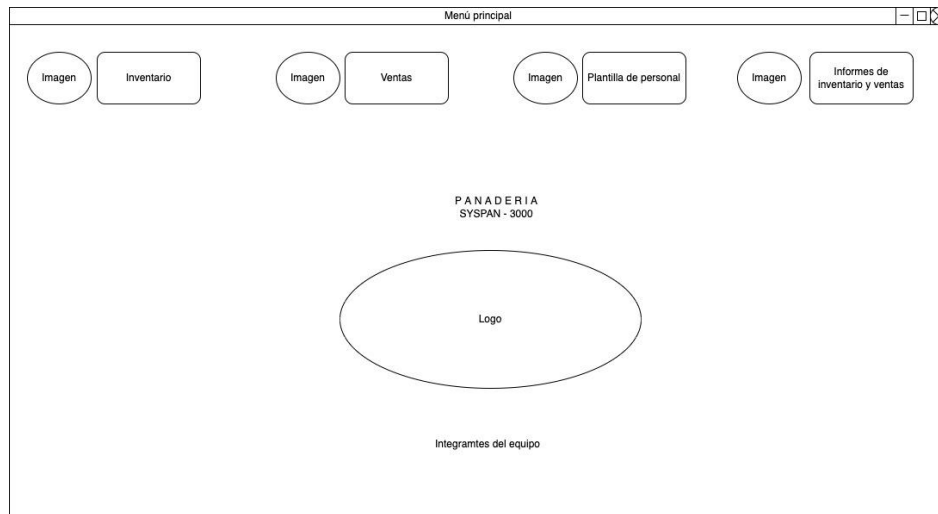 Menú principal
Imagen
Inventario
Imagen
Ventas
Imagen
Plantilla de personal
Imagen
Informes de
inventario y ventas
P A N A D E R I A
SYSPAN - 3000
Logo
Integramtes del equipo